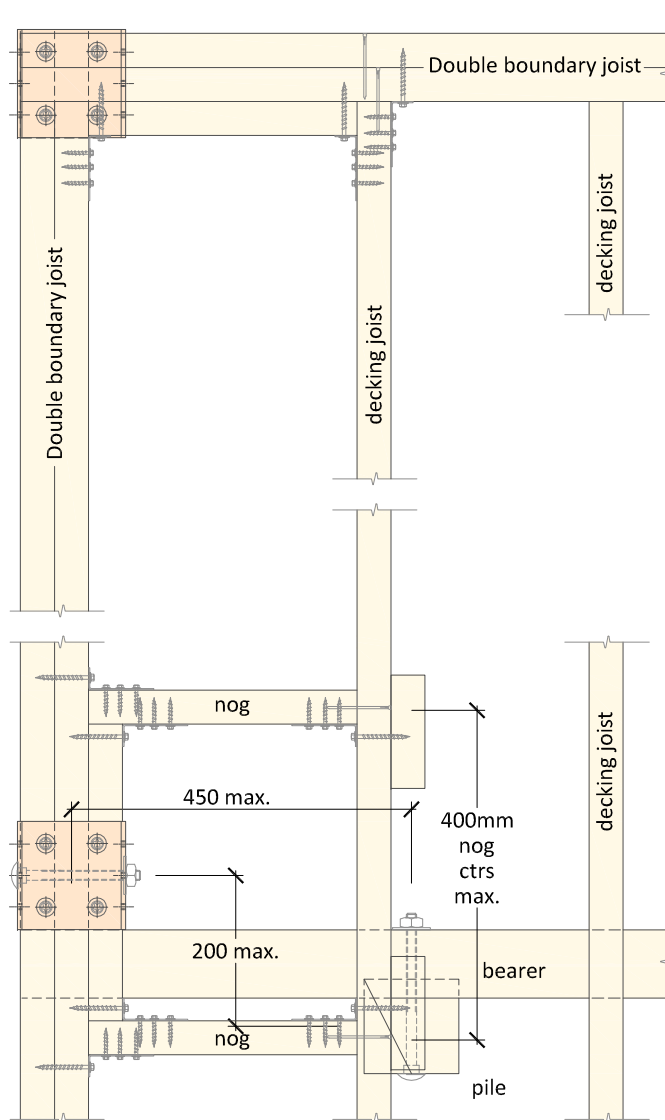 Double boundary joist
decking joist
Double boundary joist
decking joist
nog
decking joist
450 max.
400mm
nog
ctrs
max.
200 max.
bearer
nog
pile